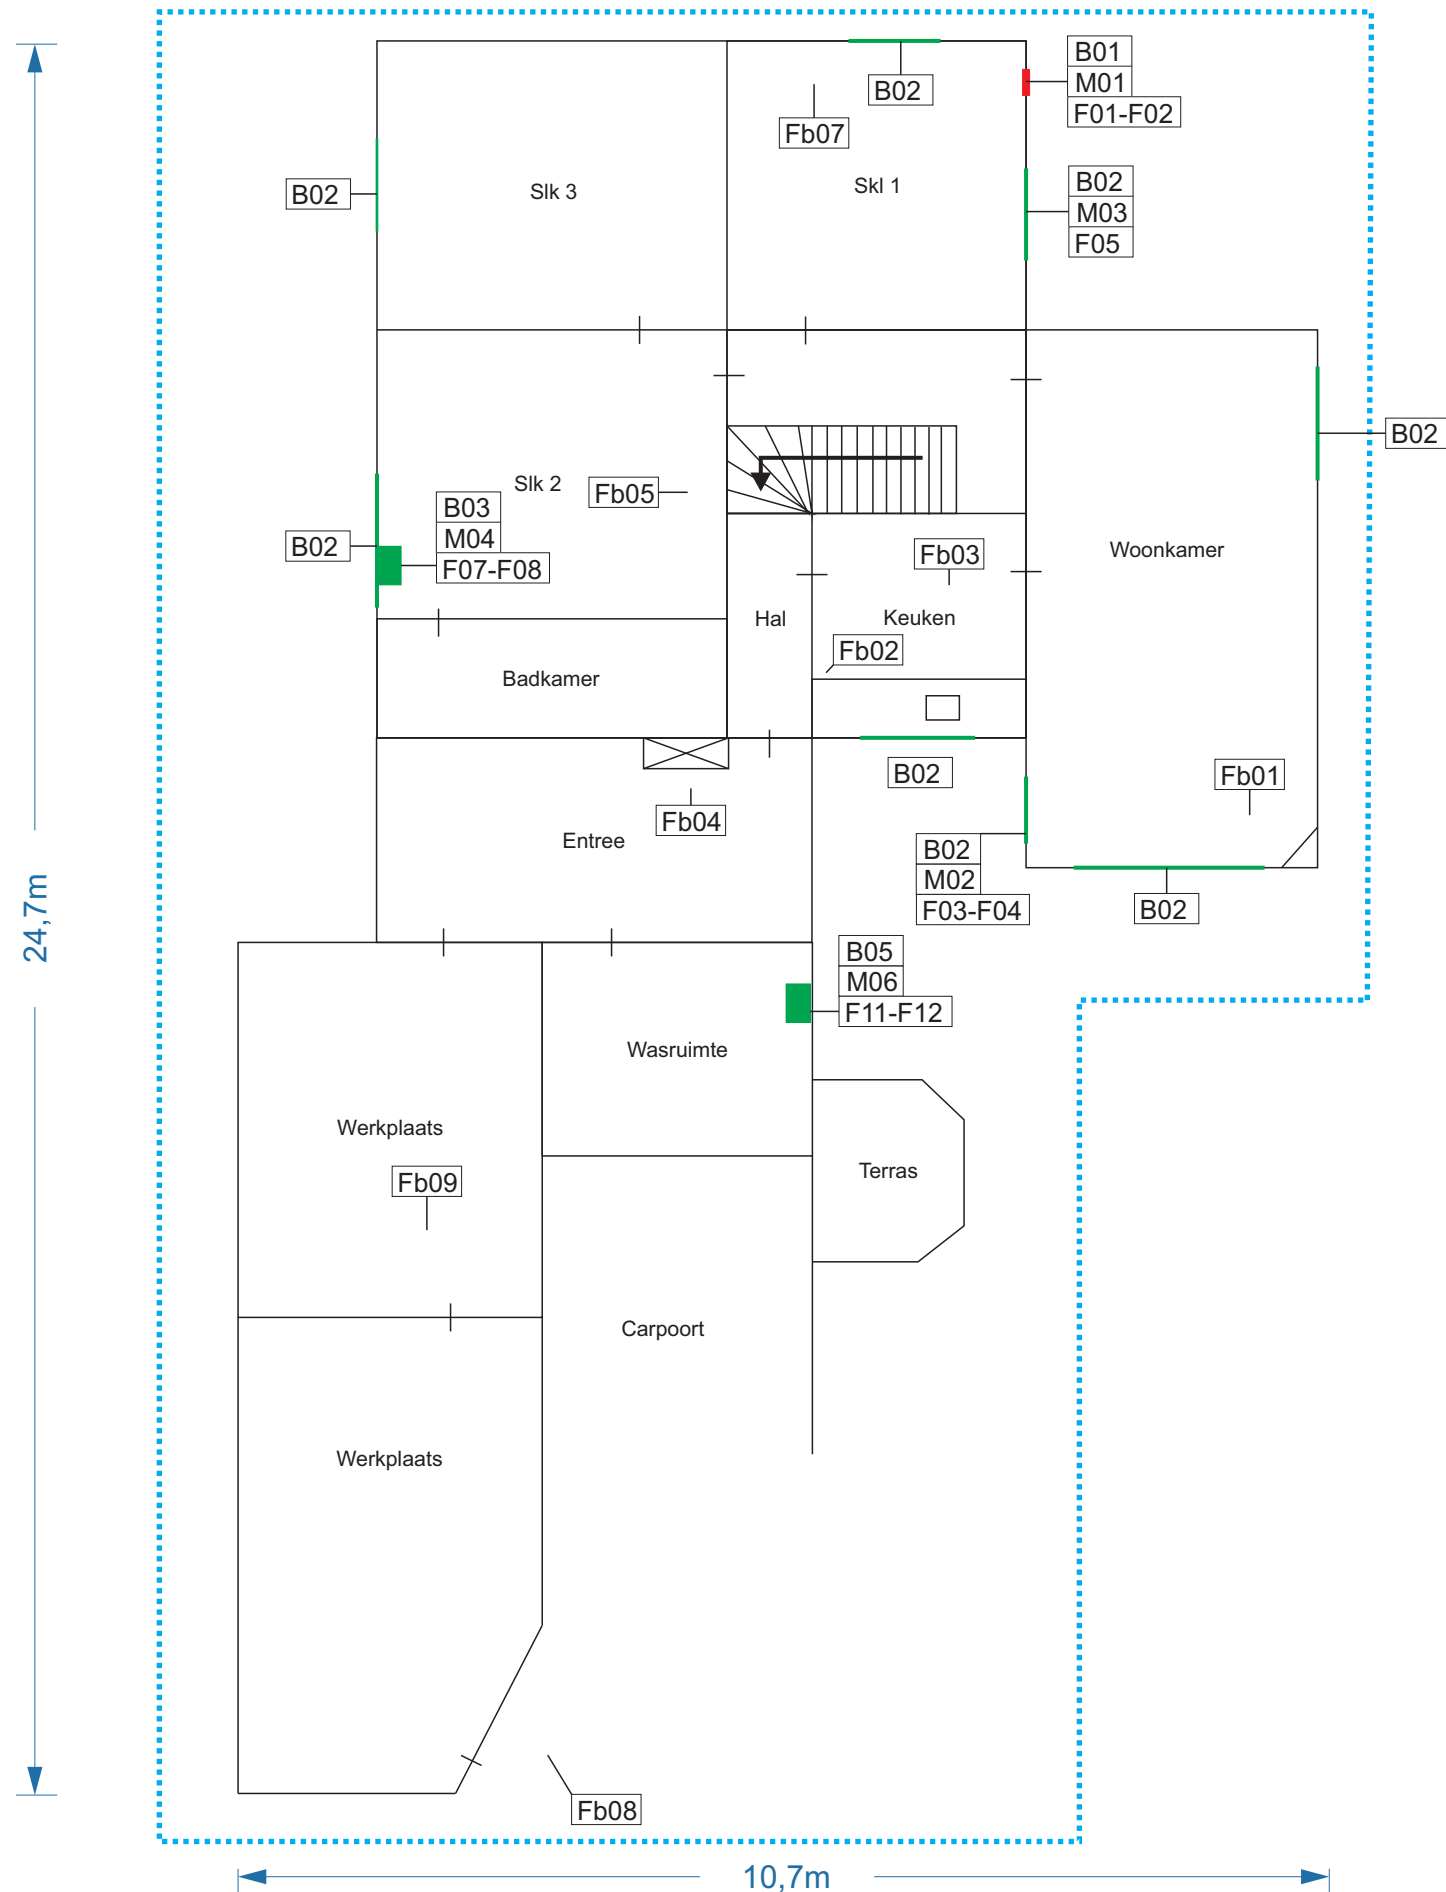 B01
M01
F01-F02
B02
Fb07
Slk 3
Skl 1
B02
B02
M03
F05
B02
Slk 2
Fb05
B03
M04
F07-F08
B02
Fb03
Woonkamer
Hal
Keuken
Fb02
Badkamer
B02
Fb01
Fb04
Entree
B02
M02
F03-F04
B02
24,7m
B05
M06
F11-F12
Wasruimte
Werkplaats
Fb09
Terras
Carpoort
Werkplaats
Fb08
10,7m